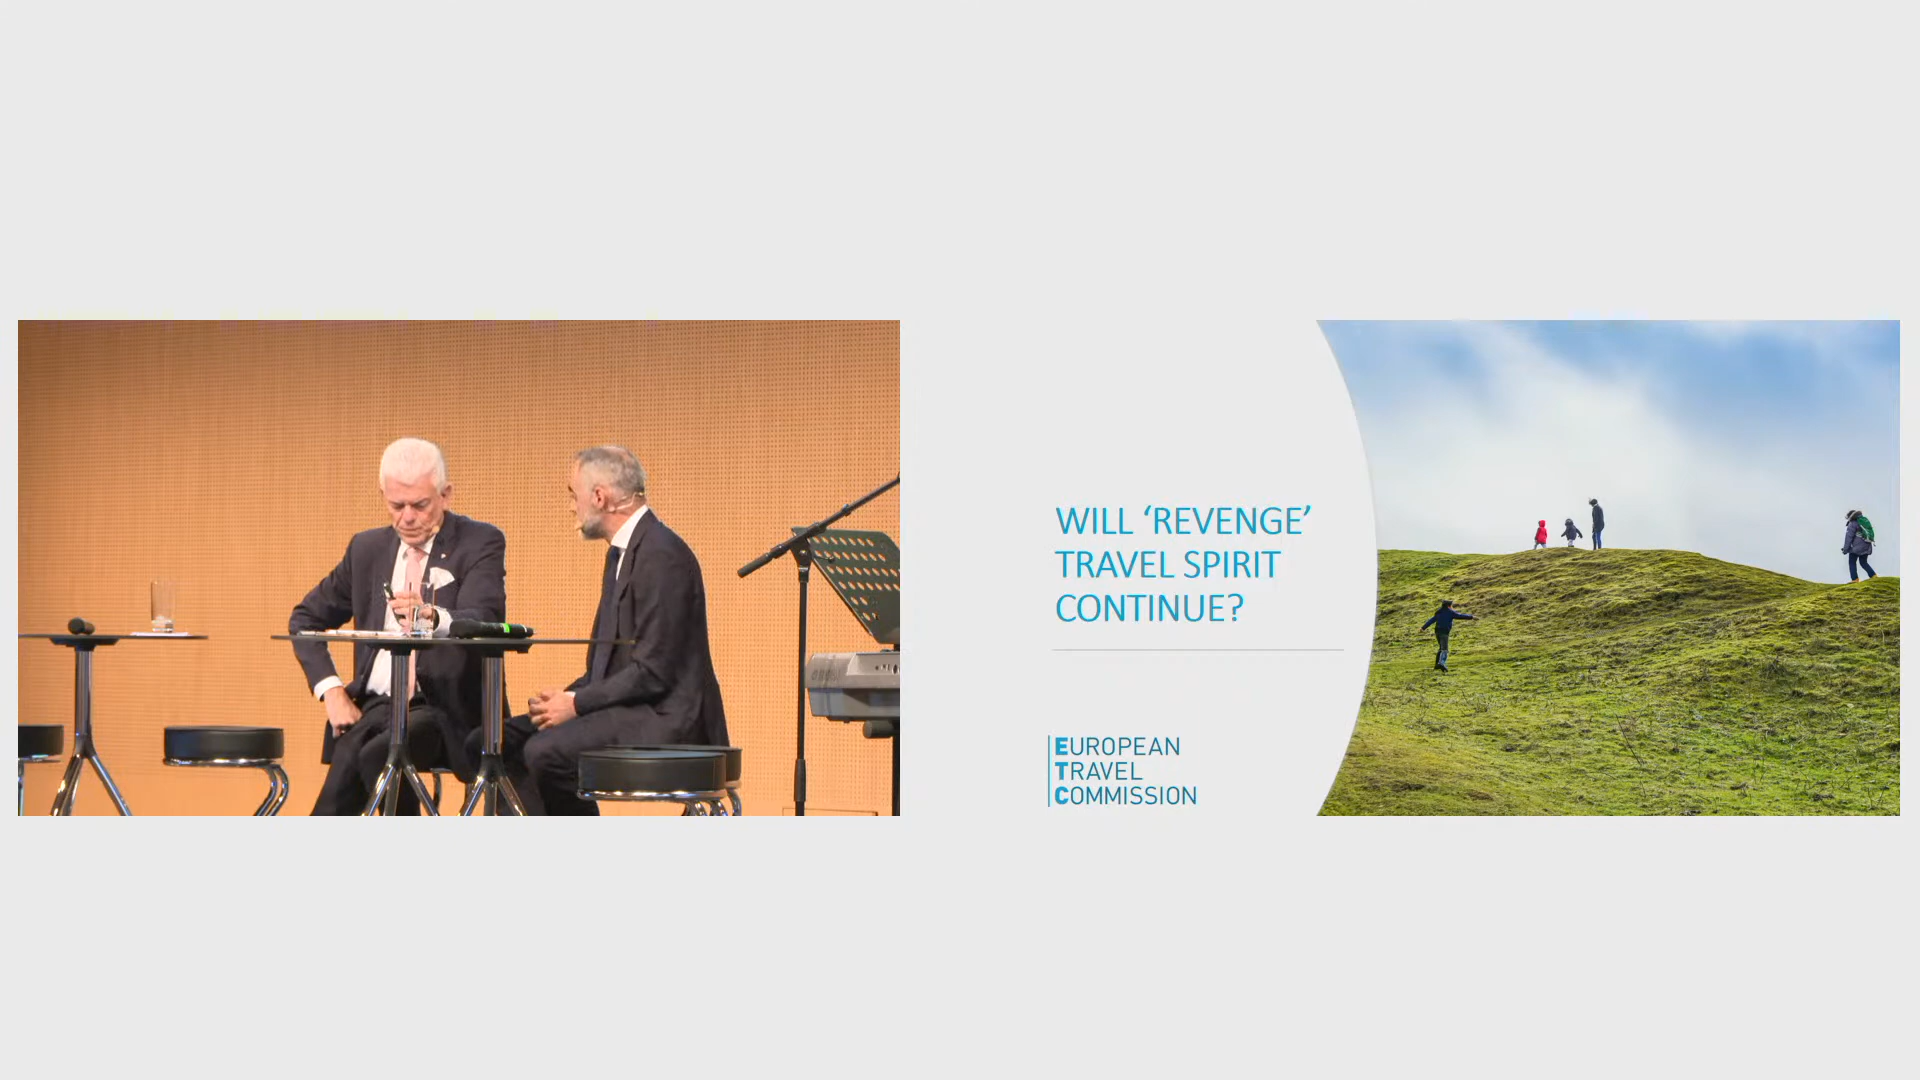 WILL ‘REVENGE’
TRAVEL SPIRIT
CONTINUE?
EUROPEAN
TRAVEL
COMMISSION